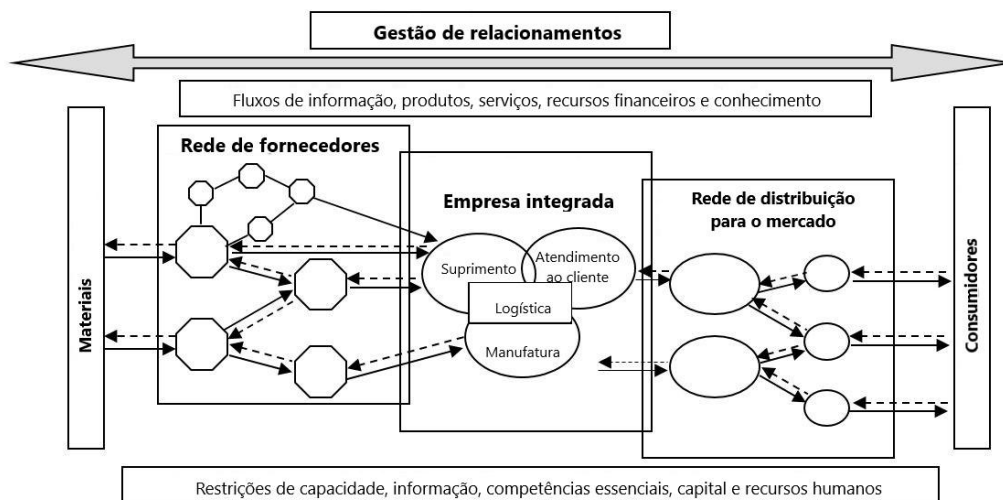 Gestão de relacionamentos
Fluxos de informação, produtos, serviços, recursos financeiros e conhecimento
Materiais
Rede de fornecedores
Empresa integrada
Suprimento
Atendimento
ao cliente
Logística
Manufatura
Rede de distribuição
para o mercado
Consumidores
Restrições de capacidade, informação, competências essenciais, capital e recursos humanos